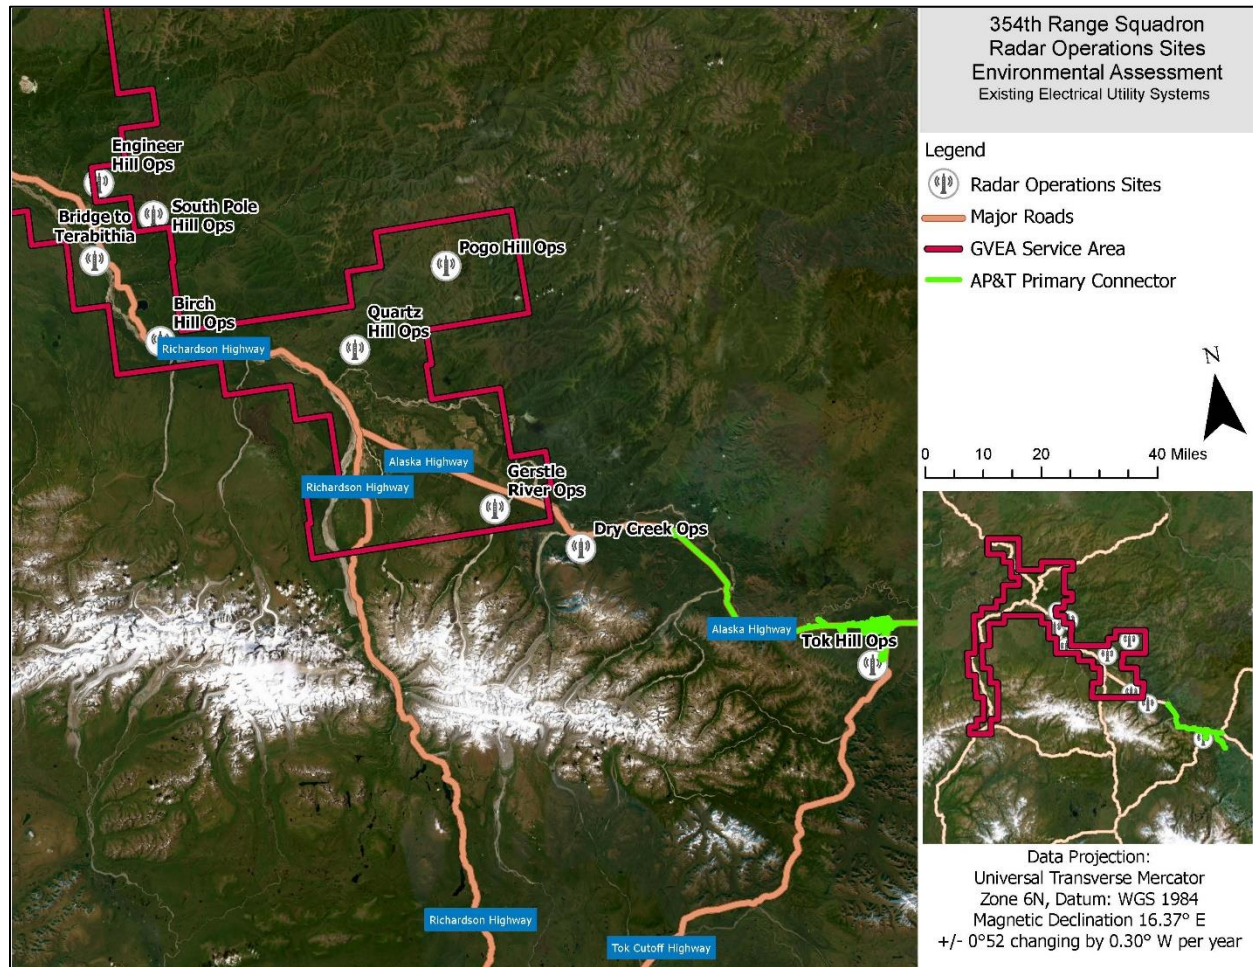 354th Range Squadron
Radar Operations Sites
Environmental Assessment
Existing Electrical Utility Systems
Legend
Radar Operations Sites
Major Roads
GVEA Service Area
AP&T Primary Connector
N
0 10 20 40 Miles
Engineer
Hill Ops
South Pole
Hill Ops
Bridge to
Terabithia
Pogo Hill Ops
Birch
Hill Ops
Quartz
Hill Ops
Richardson Highway
Alaska Highway
Richardson Highway
Gerstle
River Ops
Dry Creek Ops
Alaska Highway
Tok Hill Ops
Richardson Highway
Tok Cutoff Highway
Data Projection:
Universal Transverse Mercator
Zone 6N, Datum: WGS 1984
Magnetic Declination 16.37° E
+/- 0°52 changing by 0.30° W per year